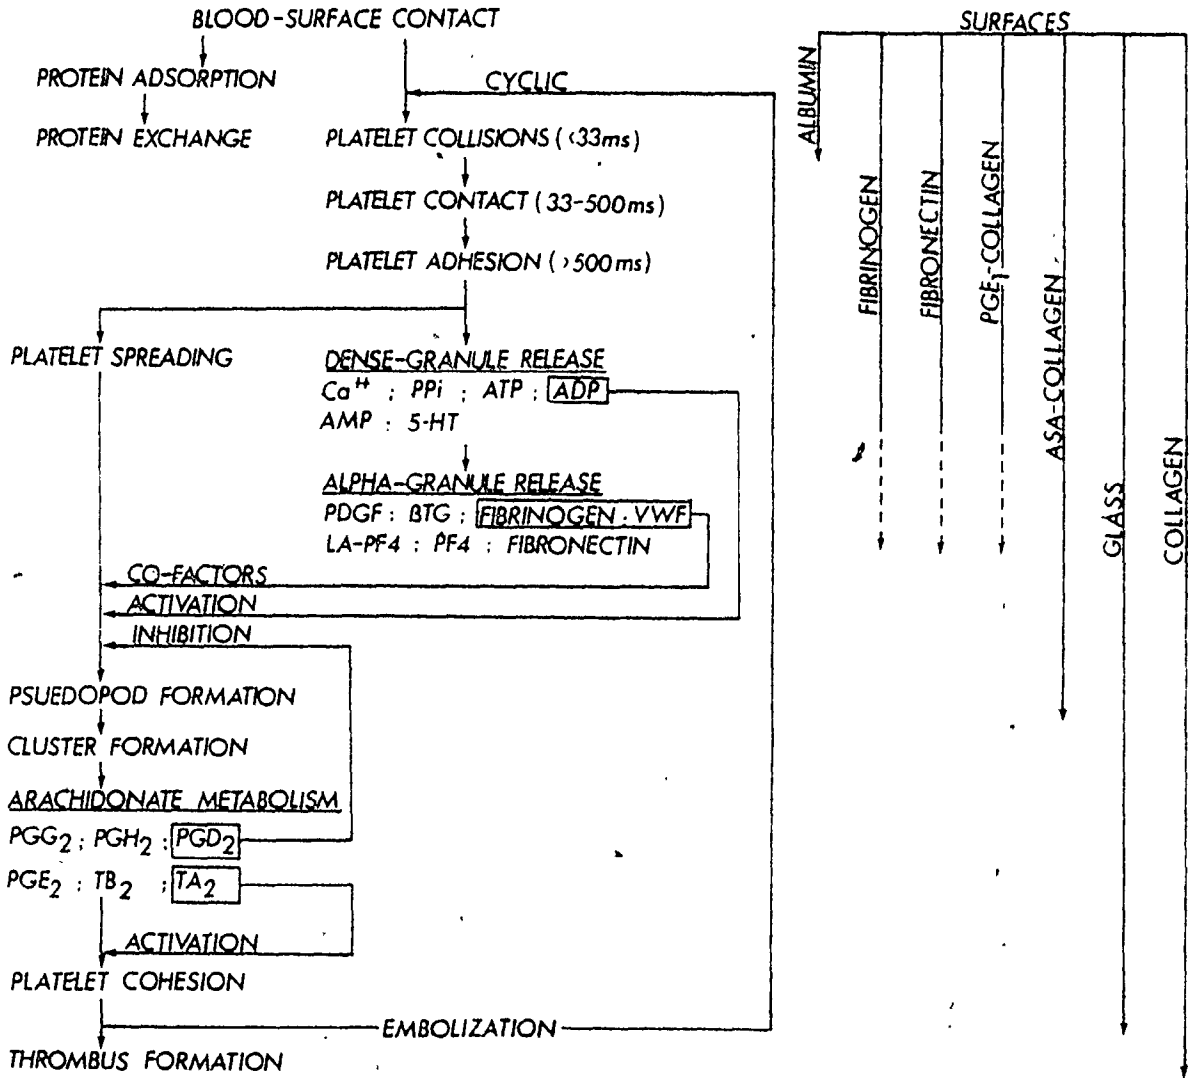 BLOOD-SURFACE CONTACT
PROTEIN ADSORPTION
PROTEIN EXCHANGE
CYCLIC
PLATELET COLLISIONS (<33ms)
PLATELET CONTACT (33-500ms)
PLATELET ADHESION (>500ms)
PLATELET SPREADING
DENSE-GRANULE RELEASE
Ca++ ; PPi ; ATP ; ADP
AMP : 5-HT
ALPHA-GRANULE RELEASE
PDGF : BTG ; FIBRINOGEN : VWF
LA-PF4 : PF4 : FIBRONECTIN
CO-FACTORS
ACTIVATION
INHIBITION
PSUEDOPOD FORMATION
CLUSTER FORMATION
ARACHIDONATE METABOLISM
PGG2 ; PGH2 : PGD2
PGE2 : TB2 ; TA2
ACTIVATION
PLATELET COHESION
EMBOLIZATION
THROMBUS FORMATION
SURFACES
ALBUMIN
FIBRINOGEN
FIBRONECTIN
PGE1-COLLAGEN
ASA-COLLAGEN
GLASS
COLLAGEN